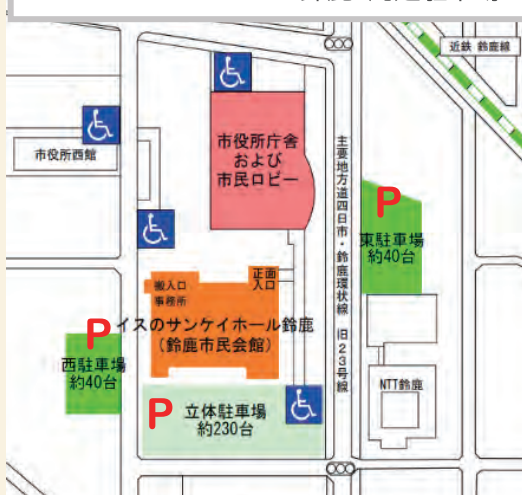 近鉄 鈴鹿線
市役所西館
市役所庁舎
および
市民ロビー
主要地方道四日市・鈴鹿環状線 旧23号線
P
東駐車場
約40台
正面
入口
搬入口
事務所
イスのサンケイホール鈴鹿
(鈴鹿市民会館)
P
西駐車場
約40台
P
立体駐車場
約230台
NTT鈴鹿